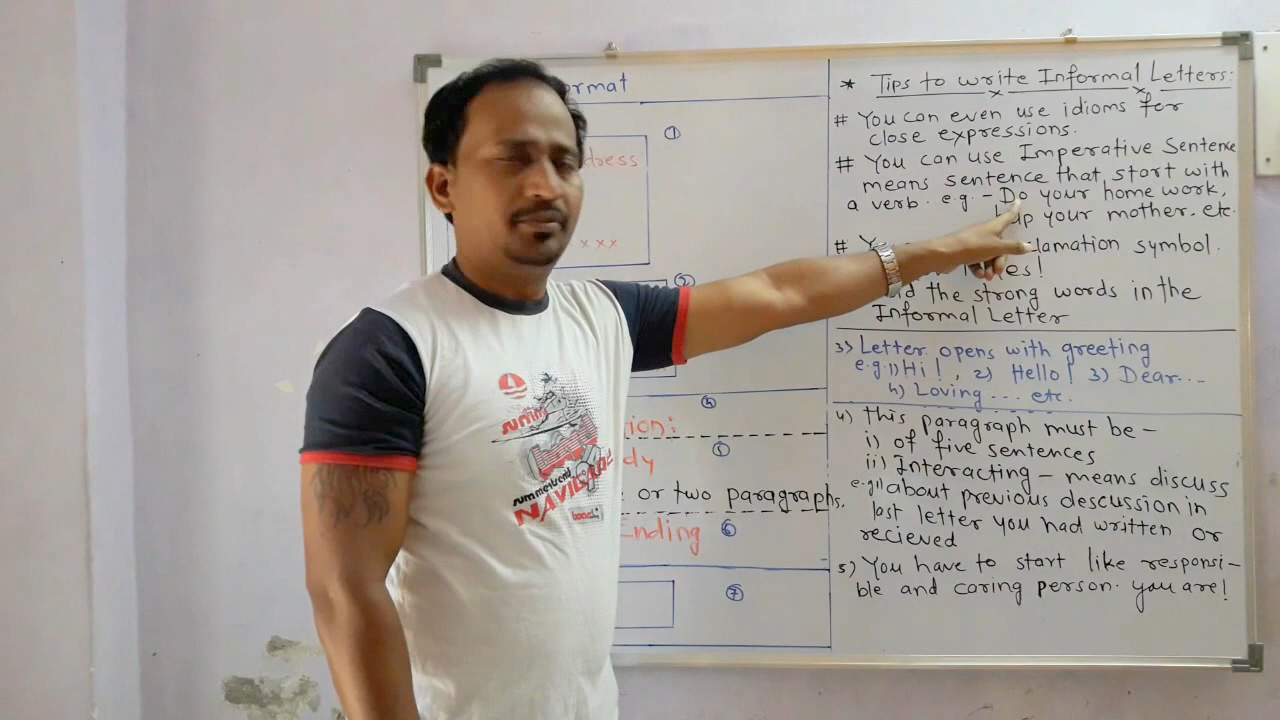 ormat
①
dress
xxx
②
④
ion:
⑤
dy
e or two paragraphs.
Ending
⑥
⑦
* Tips to write Informal Letters:
# You can even use idioms for
close expressions.
# You can use Imperative Sentence
means sentence that start with
a verb. e.g. - Do your home work,
help your mother. etc.
# Y lamation symbol.
es!
the strong words in the
Informal Letter
3) Letter opens with greeting
e.g. 1) Hi!, 2) Hello! 3) Dear...
4) Loving ... etc.
4) This paragraph must be -
i) of five sentences
ii) Interacting - means discuss
e.g. 1) about previous descussion in
last letter you had written or
recieved
5) You have to start like responsi-
ble and caring person. you are!
summerland
NAVIL